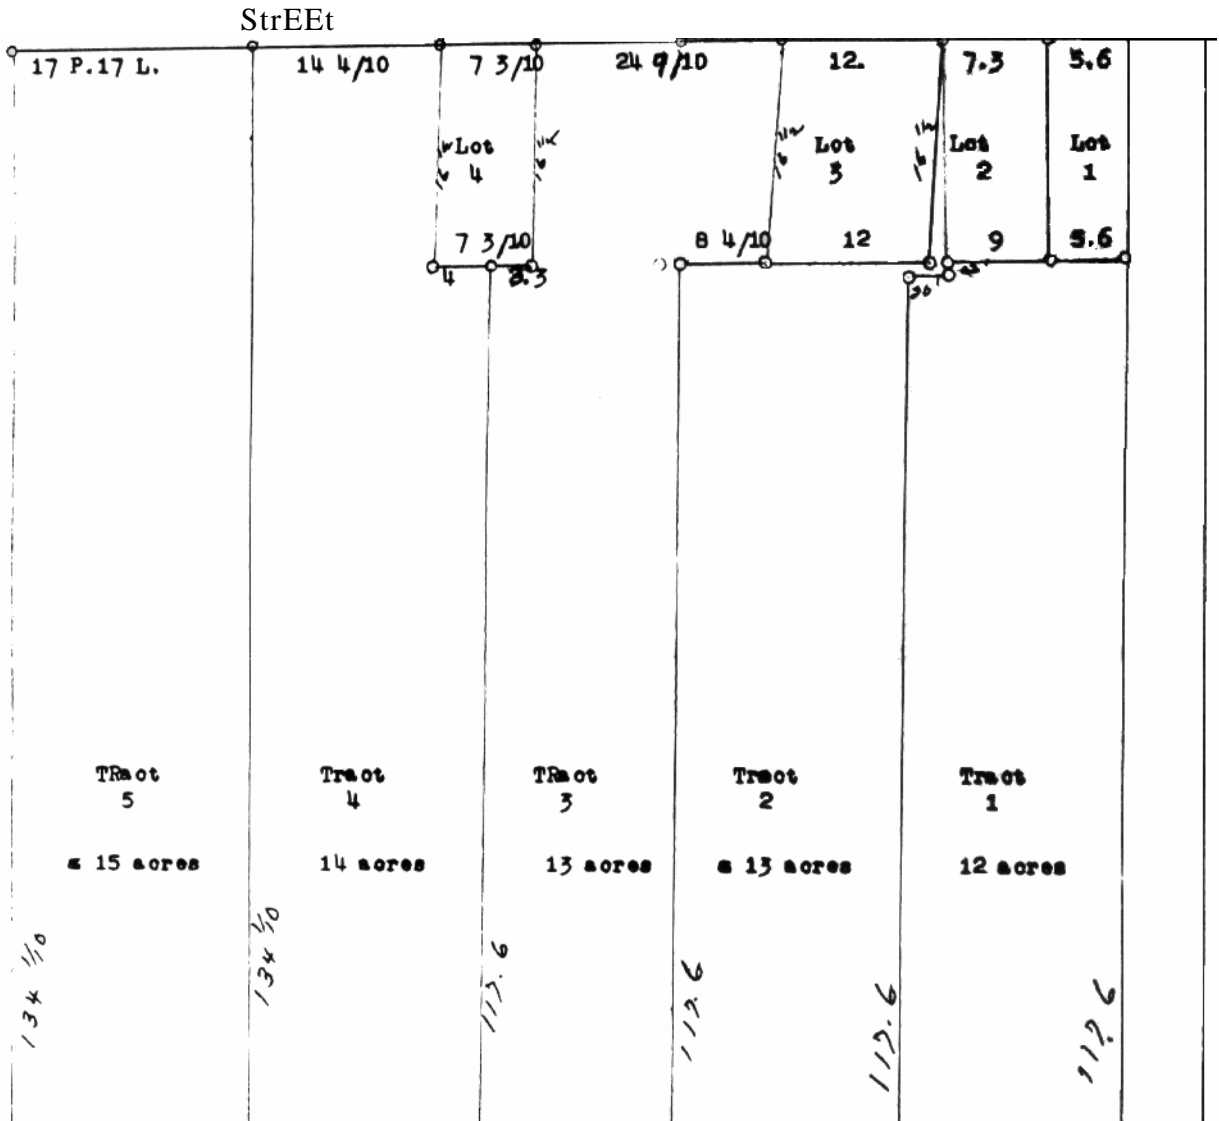 StrEEt
17 P.17 L. 14 4/10 7 3/10 24 9/10 12. 7.3 5.6
Lot Lot Lot Lot
4 3 2 1
7 3/10 8 4/10 12 9 5.6
4 3.3
TRact Tract TRact Tract Tract
5 4 3 2 1
= 15 acres 14 acres 13 acres = 13 acres 12 acres
134 1/10 134 1/10 117.6 117.6 117.6 117.6